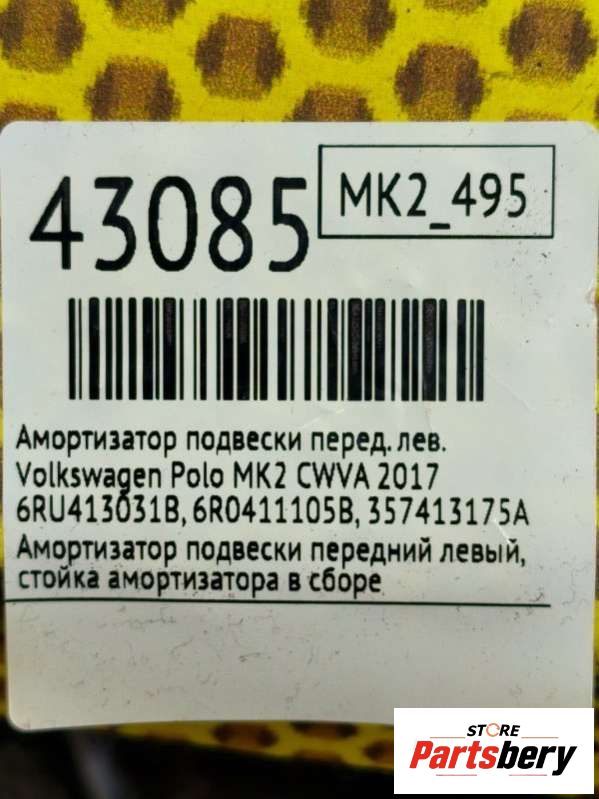 43085
MK2_495
Амортизатор подвески перед. лев.
Volkswagen Polo MK2 CWVA 2017
6RU413031B, 6R0411105B, 357413175A
Амортизатор подвески передний левый,
стойка амортизатора в сборе
STORE
Partsbery